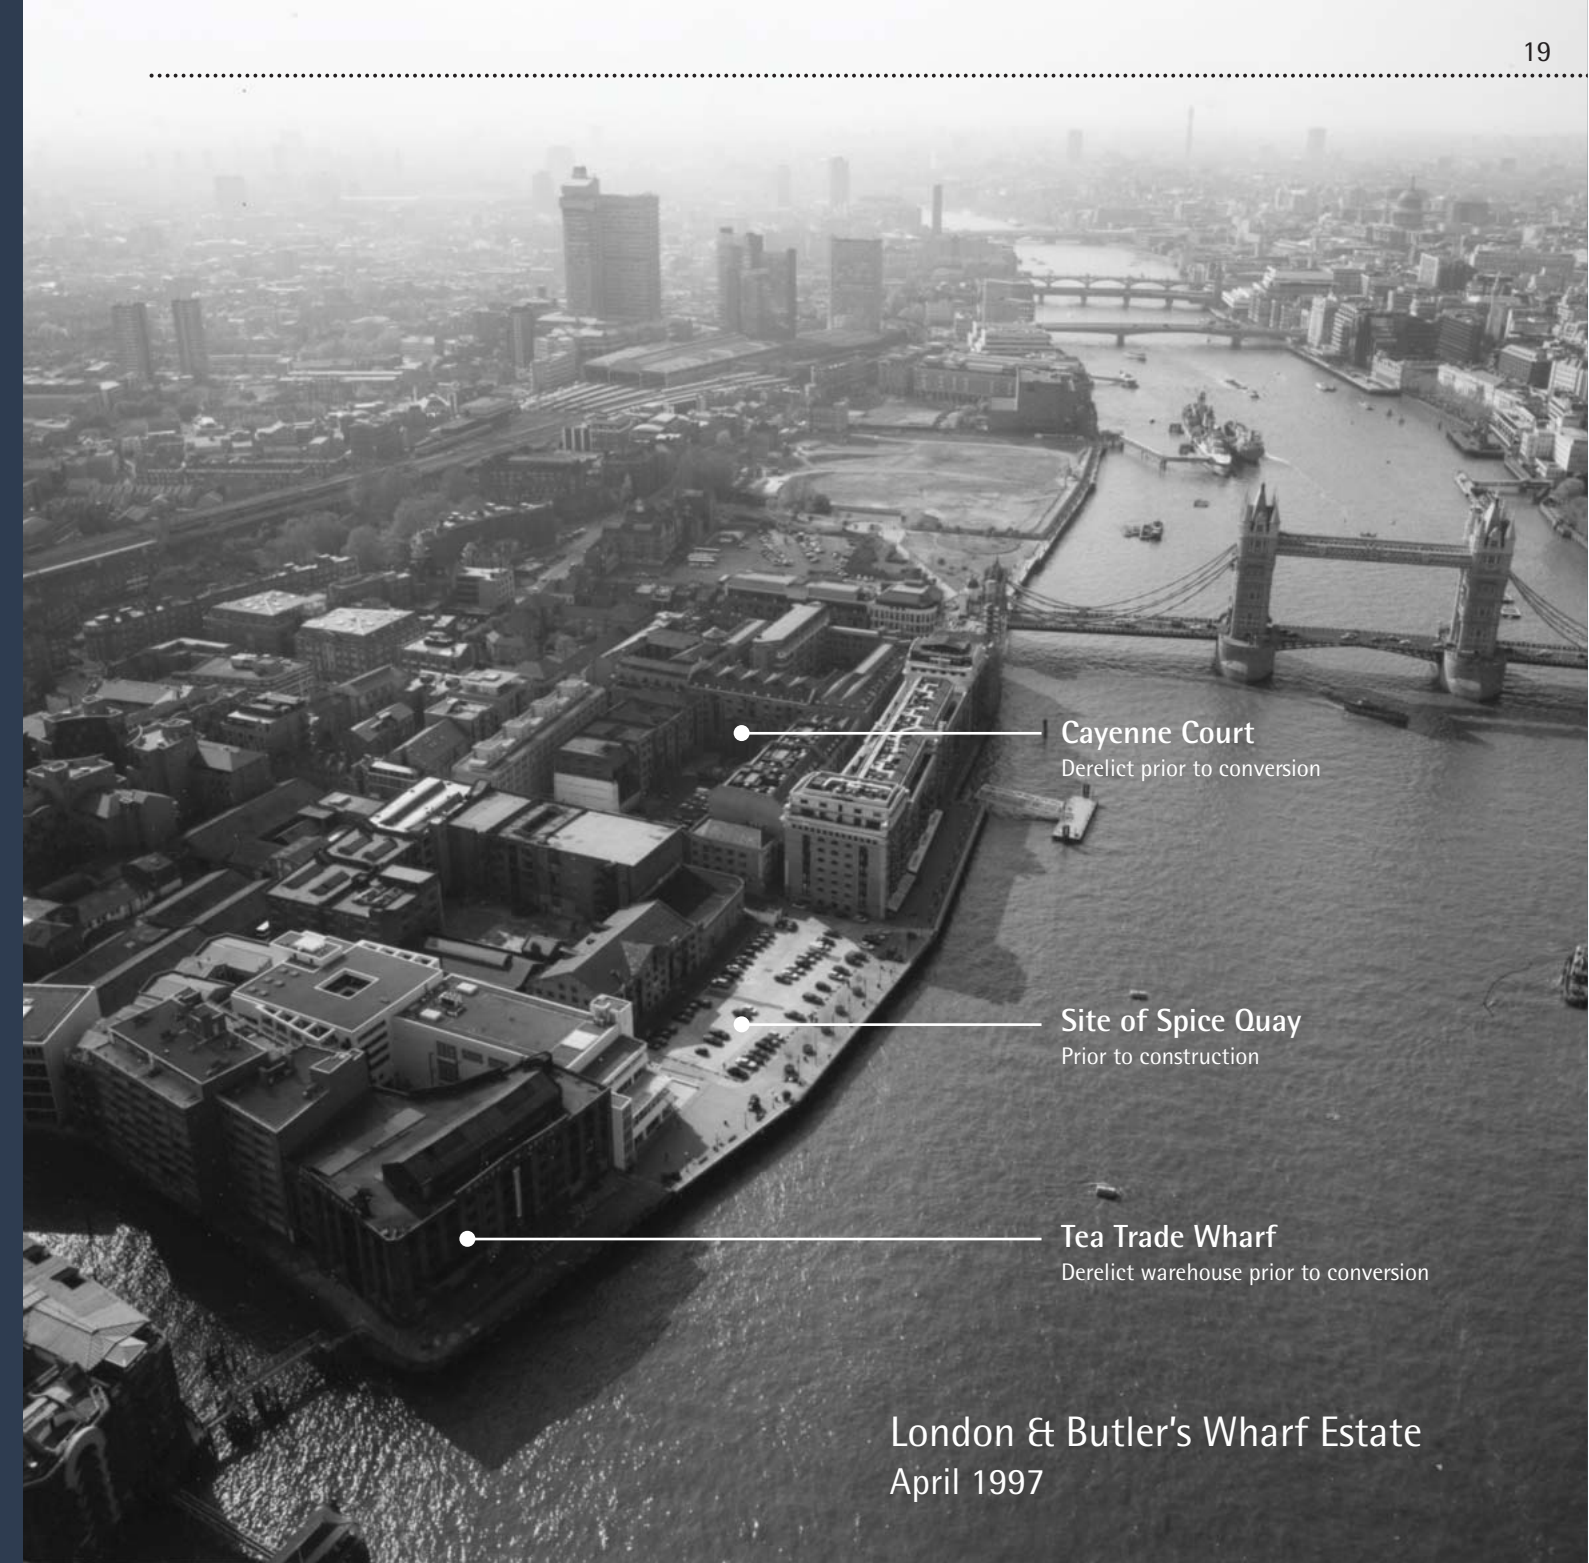 19
Cayenne Court
Derelict prior to conversion
Site of Spice Quay
Prior to construction
Tea Trade Wharf
Derelict warehouse prior to conversion
London & Butler's Wharf Estate
April 1997